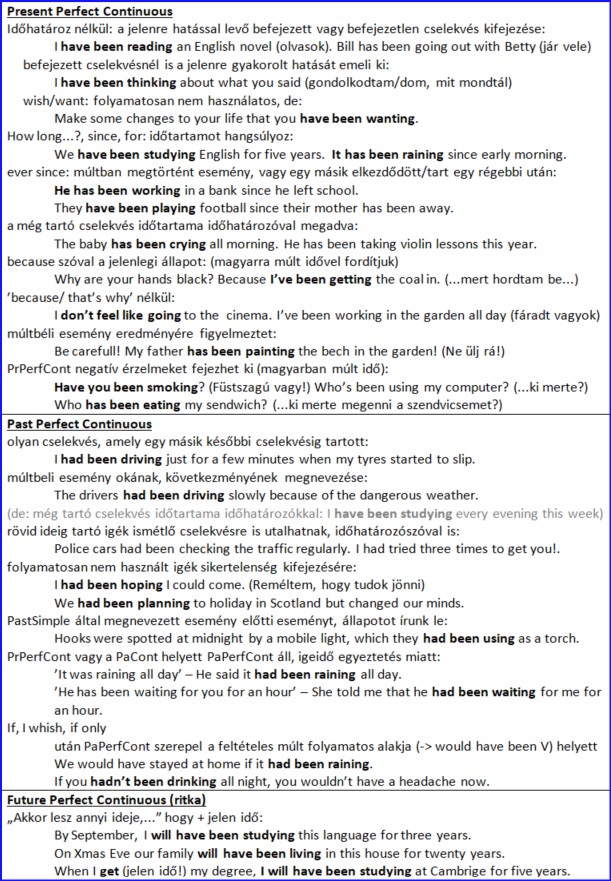 Present Perfect Continuous
Időhatároz nélkül: a jelenre hatással levő befejezett vagy befejezetlen cselekvés kifejezése:
I have been reading an English novel (olvasok). Bill has been going out with Betty (jár vele)
befejezett cselekvésnél is a jelenre gyakorolt hatását emeli ki:
I have been thinking about what you said (gondolkodtam/dom, mit mondtál)
wish/want: folyamatosan nem használatos, de:
Make some changes to your life that you have been wanting.
How long...?, since, for: időtartamot hangsúlyoz:
We have been studying English for five years. It has been raining since early morning.
ever since: múltban megtörtént esemény, vagy egy másik elkezdődött/tart egy régebbi után:
He has been working in a bank since he left school.
They have been playing football since their mother has been away.
a még tartó cselekvés időtartama időhatározóval megadva:
The baby has been crying all morning. He has been taking violin lessons this year.
because szóval a jelenlegi állapot: (magyarra múlt idővel fordítjuk)
Why are your hands black? Because I've been getting the coal in. (...mert hordtam be...)
'because/ that's why' nélkül:
I don't feel like going to the cinema. I've been working in the garden all day (fáradt vagyok)
múltbéli esemény eredményére figyelmeztet:
Be carefull! My father has been painting the bech in the garden! (Ne ülj rá!)
PrPerfCont negatív érzelmeket fejezhet ki (magyarban múlt idő):
Have you been smoking? (Füstszagú vagy!) Who's been using my computer? (...ki merte?)
Who has been eating my sendwich? (...ki merte megenni a szendvicsemet?)
Past Perfect Continuous
olyan cselekvés, amely egy másik későbbi cselekvésig tartott:
I had been driving just for a few minutes when my tyres started to slip.
múltbeli esemény okának, következményének megnevezése:
The drivers had been driving slowly because of the dangerous weather.
(de: még tartó cselekvés időtartama időhatározókkal: I have been studying every evening this week)
rövid ideig tartó igék ismétlő cselekvésre is utalhatnak, időhatározószóval is:
Police cars had been checking the traffic regularly. I had tried three times to get you!.
folyamatosan nem használt igék sikertelenség kifejezésére:
I had been hoping I could come. (Reméltem, hogy tudok jönni)
We had been planning to holiday in Scotland but changed our minds.
PastSimple által megnevezett esemény előtti eseményt, állapotot írunk le:
Hooks were spotted at midnight by a mobile light, which they had been using as a torch.
PrPerfCont vagy a PaCont helyett PaPerfCont áll, igeidő egyeztetés miatt:
'It was raining all day' – He said it had been raining all day.
'He has been waiting for you for an hour' – She told me that he had been waiting for me for
an hour.
If, I whish, if only
után PaPerfCont szerepel a feltételes múlt folyamatos alakja (-> would have been V) helyett
We would have stayed at home if it had been raining.
If you hadn't been drinking all night, you wouldn't have a headache now.
Future Perfect Continuous (ritka)
„Akkor lesz annyi ideje,...” hogy + jelen idő:
By September, I will have been studying this language for three years.
On Xmas Eve our family will have been living in this house for twenty years.
When I get (jelen idő!) my degree, I will have been studying at Cambrige for five years.